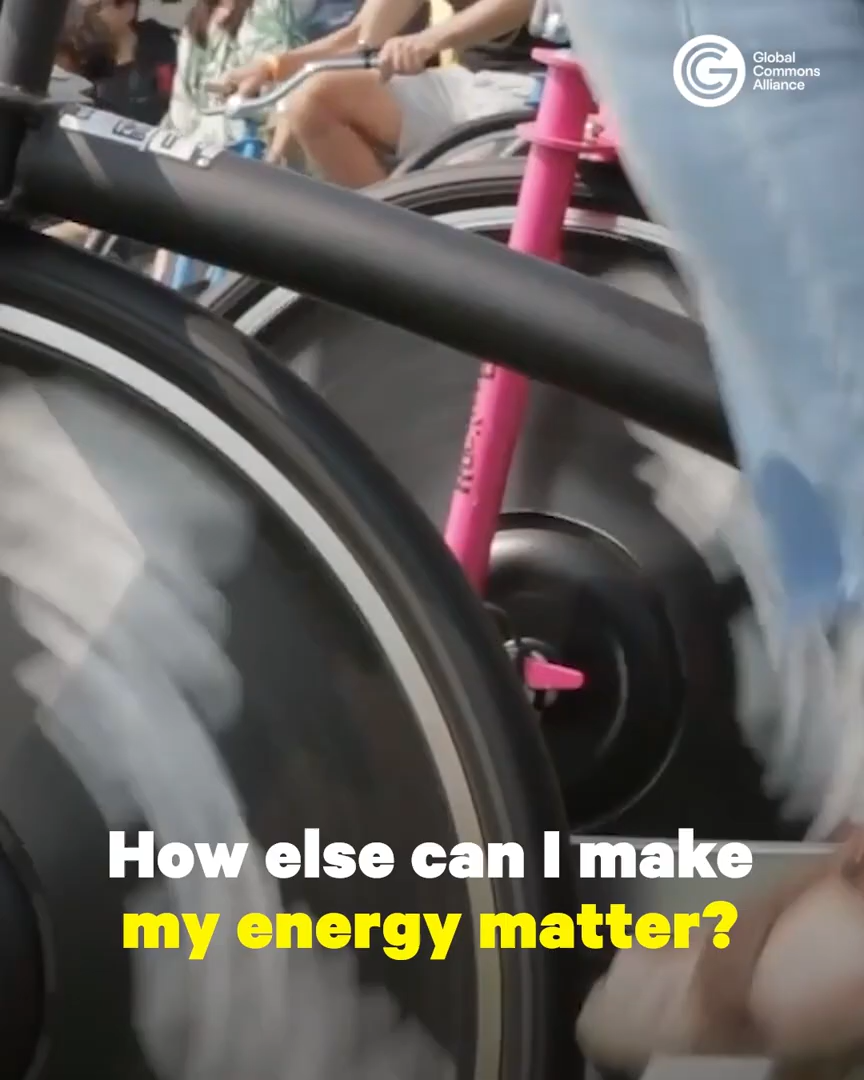 Global
Commons
Alliance
How else can I make
my energy matter?